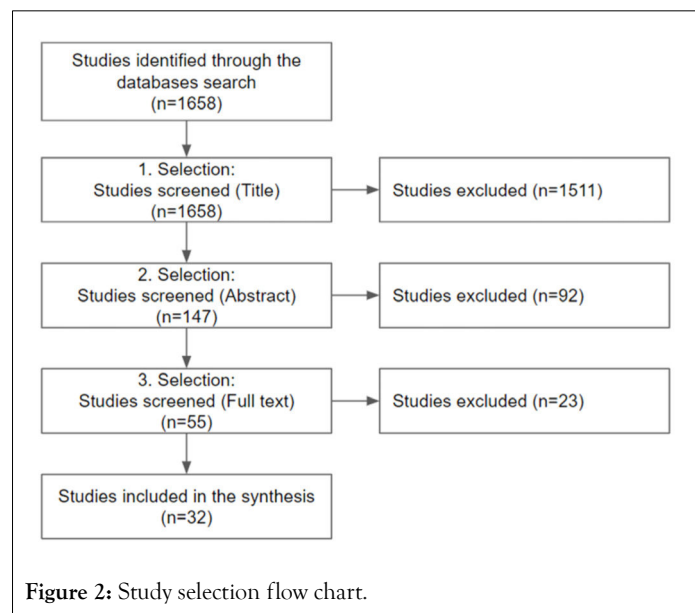 Studies identified through the
databases search
(n=1658)
1. Selection:
Studies screened (Title)
(n=1658)
Studies excluded (n=1511)
2. Selection:
Studies screened (Abstract)
(n=147)
Studies excluded (n=92)
3. Selection:
Studies screened (Full text)
(n=55)
Studies excluded (n=23)
Studies included in the synthesis
(n=32)
Figure 2: Study selection flow chart.